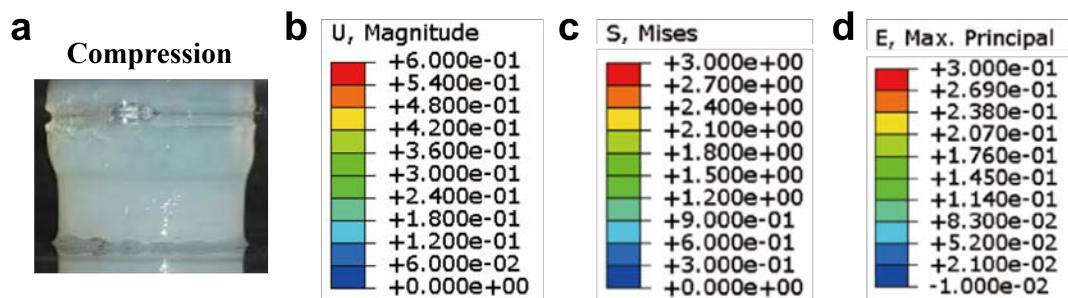 a
Compression
b
U, Magnitude
+6.000e-01
+5.400e-01
+4.800e-01
+4.200e-01
+3.600e-01
+3.000e-01
+2.400e-01
+1.800e-01
+1.200e-01
+6.000e-02
+0.000e+00
c
S, Mises
+3.000e+00
+2.700e+00
+2.400e+00
+2.100e+00
+1.800e+00
+1.500e+00
+1.200e+00
+9.000e-01
+6.000e-01
+3.000e-01
+0.000e+00
d
E, Max. Principal
+3.000e-01
+2.690e-01
+2.380e-01
+2.070e-01
+1.760e-01
+1.450e-01
+1.140e-01
+8.300e-02
+5.200e-02
+2.100e-02
-1.000e-02